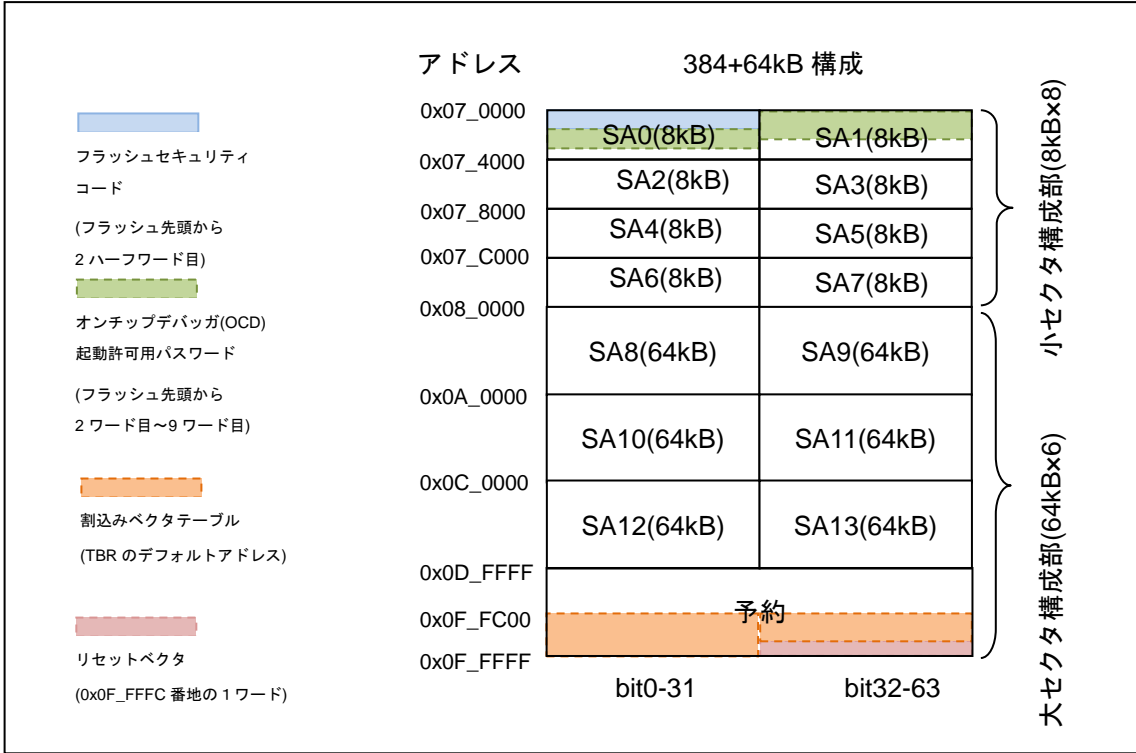 アドレス 384+64kB 構成
フラッシュセキュリティ
コード
(フラッシュ先頭から
2 ハーフワード目)
オンチップデバッガ(OCD)
起動許可用パスワード
(フラッシュ先頭から
2 ワード目～9 ワード目)
割込みベクタテーブル
(TBR のデフォルトアドレス)
リセットベクタ
(0x0F_FFFC 番地の 1 ワード)
0x07_0000
SA0(8kB) SA1(8kB)
0x07_4000
SA2(8kB) SA3(8kB)
0x07_8000
SA4(8kB) SA5(8kB)
0x07_C000
SA6(8kB) SA7(8kB)
0x08_0000
SA8(64kB) SA9(64kB)
0x0A_0000
SA10(64kB) SA11(64kB)
0x0C_0000
SA12(64kB) SA13(64kB)
0x0D_FFFF
予約
0x0F_FC00
0x0F_FFFF
bit0-31 bit32-63
小セクタ構成部(8kB×8)
大セクタ構成部(64kB×6)